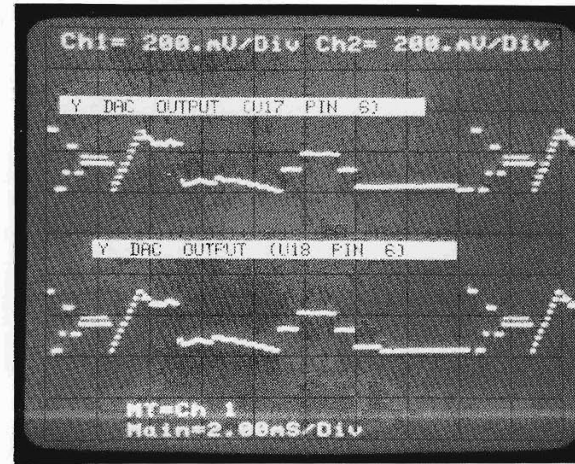 Ch1= 200.mV/Div Ch2= 200.mV/Div
Y DAC OUTPUT (U17 PIN 6)
Y DAC OUTPUT (U18 PIN 6)
MT=Ch 1
Main=2.00mS/Div